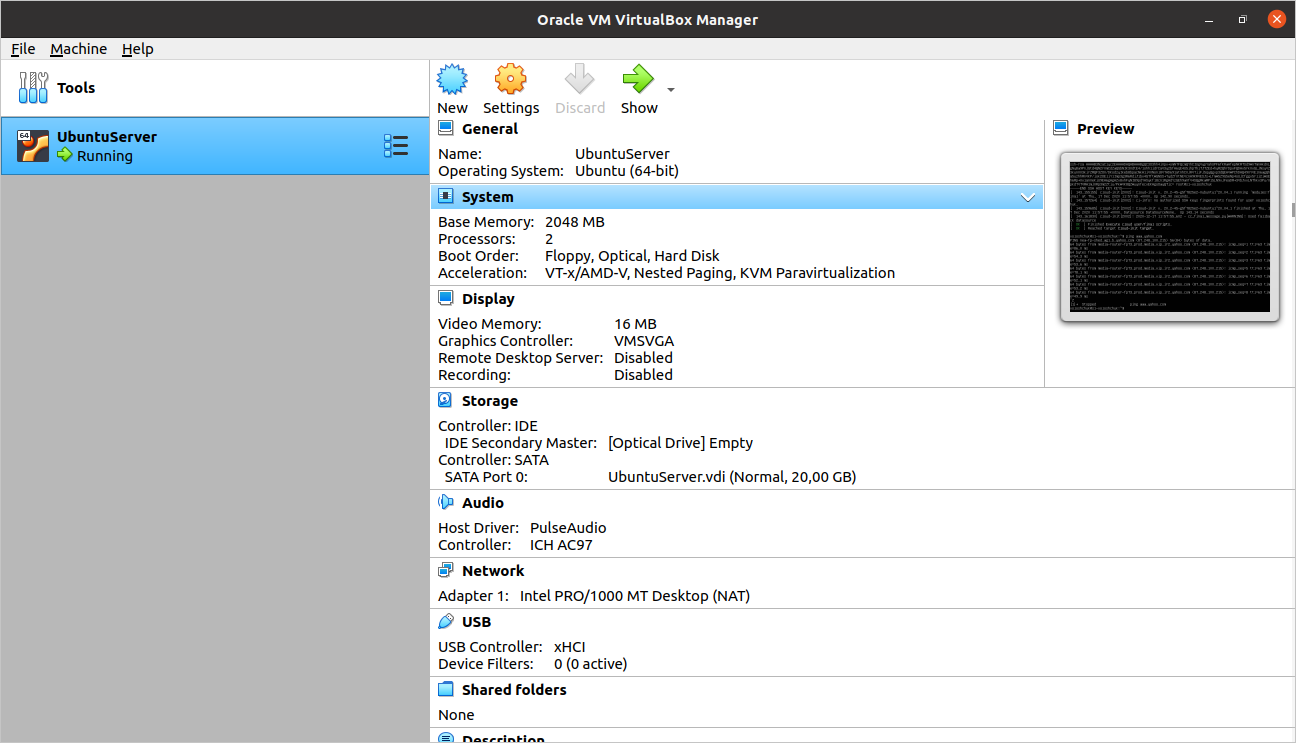 Oracle VM VirtualBox Manager
File Machine Help
Tools
64
UbuntuServer
Running
New Settings Discard Show
General
Name: UbuntuServer
Operating System: Ubuntu (64-bit)
System
Base Memory: 2048 MB
Processors: 2
Boot Order: Floppy, Optical, Hard Disk
Acceleration: VT-x/AMD-V, Nested Paging, KVM Paravirtualization
Display
Video Memory: 16 MB
Graphics Controller: VMSVGA
Remote Desktop Server: Disabled
Recording: Disabled
Preview
Storage
Controller: IDE
IDE Secondary Master: [Optical Drive] Empty
Controller: SATA
SATA Port 0: UbuntuServer.vdi (Normal, 20,00 GB)
Audio
Host Driver: PulseAudio
Controller: ICH AC97
Network
Adapter 1: Intel PRO/1000 MT Desktop (NAT)
USB
USB Controller: xHCI
Device Filters: 0 (0 active)
Shared folders
None
Description